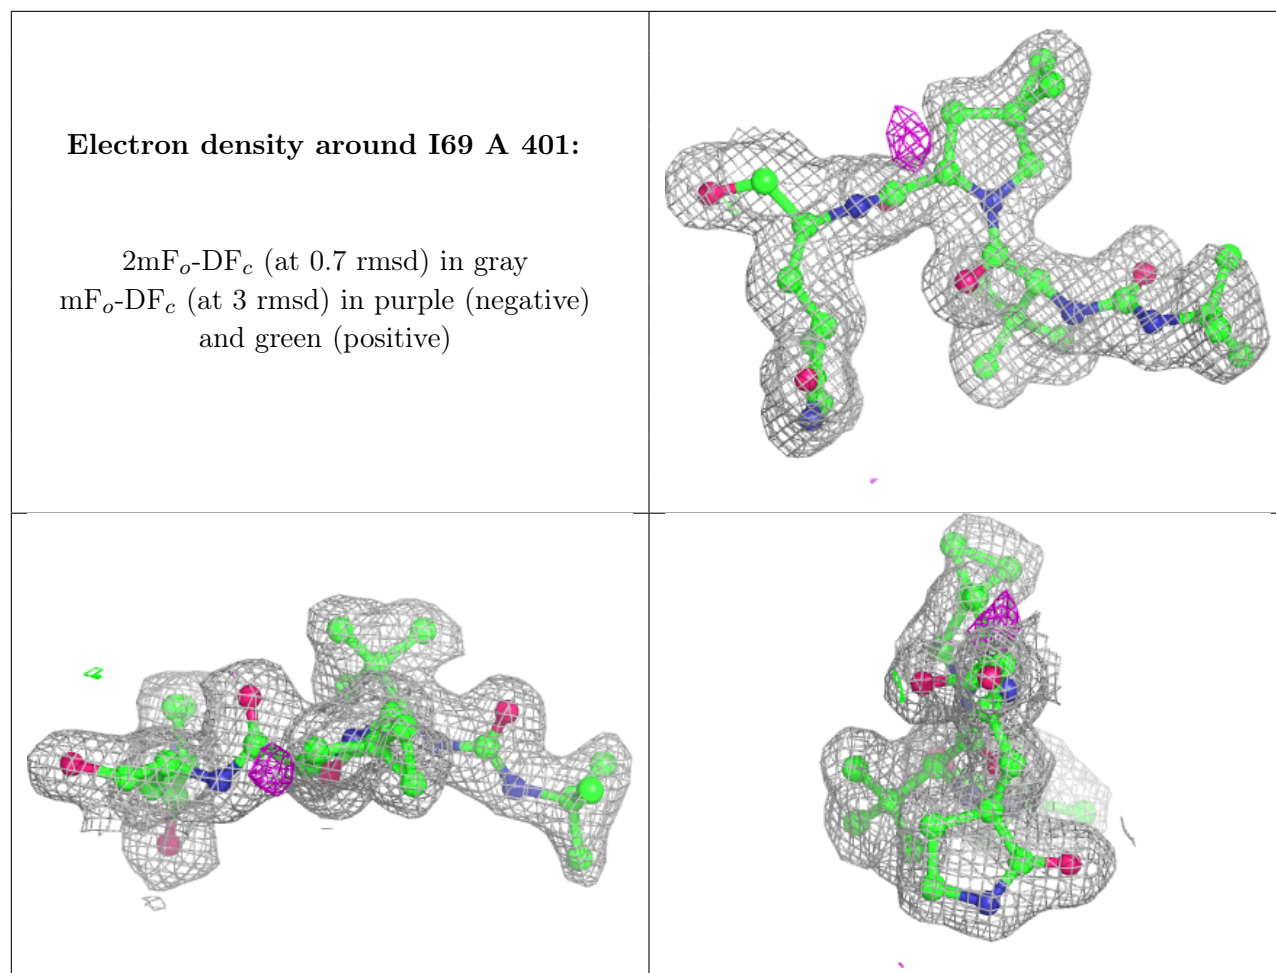 Electron density around I69 A 401:
2mFo-DFc (at 0.7 rmsd) in gray
mFo-DFc (at 3 rmsd) in purple (negative)
and green (positive)